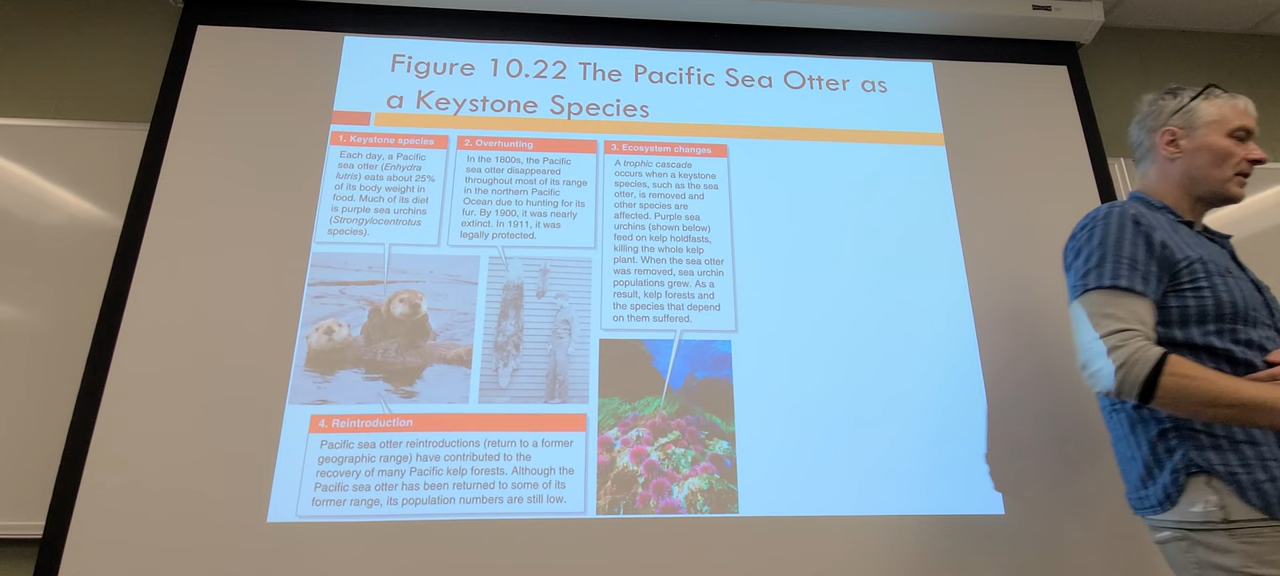 Figure 10.22 The Pacific Sea Otter as
a Keystone Species
1. Keystone species
Each day, a Pacific
sea otter (Enhydra
lutris) eats about 25%
of its body weight in
food. Much of its diet
is purple sea urchins
(Strongylocentrotus
species).
2. Overhunting
In the 1800s, the Pacific
sea otter disappeared
throughout most of its range
in the northern Pacific
Ocean due to hunting for its
fur. By 1900, it was nearly
extinct. In 1911, it was
legally protected.
3. Ecosystem changes
A trophic cascade
occurs when a keystone
species, such as the sea
otter, is removed and
other species are
affected. Purple sea
urchins (shown below)
feed on kelp holdfasts,
killing the whole kelp
plant. When the sea otter
was removed, sea urchin
populations grew. As a
result, kelp forests and
the species that depend
on them suffered.
4. Reintroduction
Pacific sea otter reintroductions (return to a former
geographic range) have contributed to the
recovery of many Pacific kelp forests. Although the
Pacific sea otter has been returned to some of its
former range, its population numbers are still low.